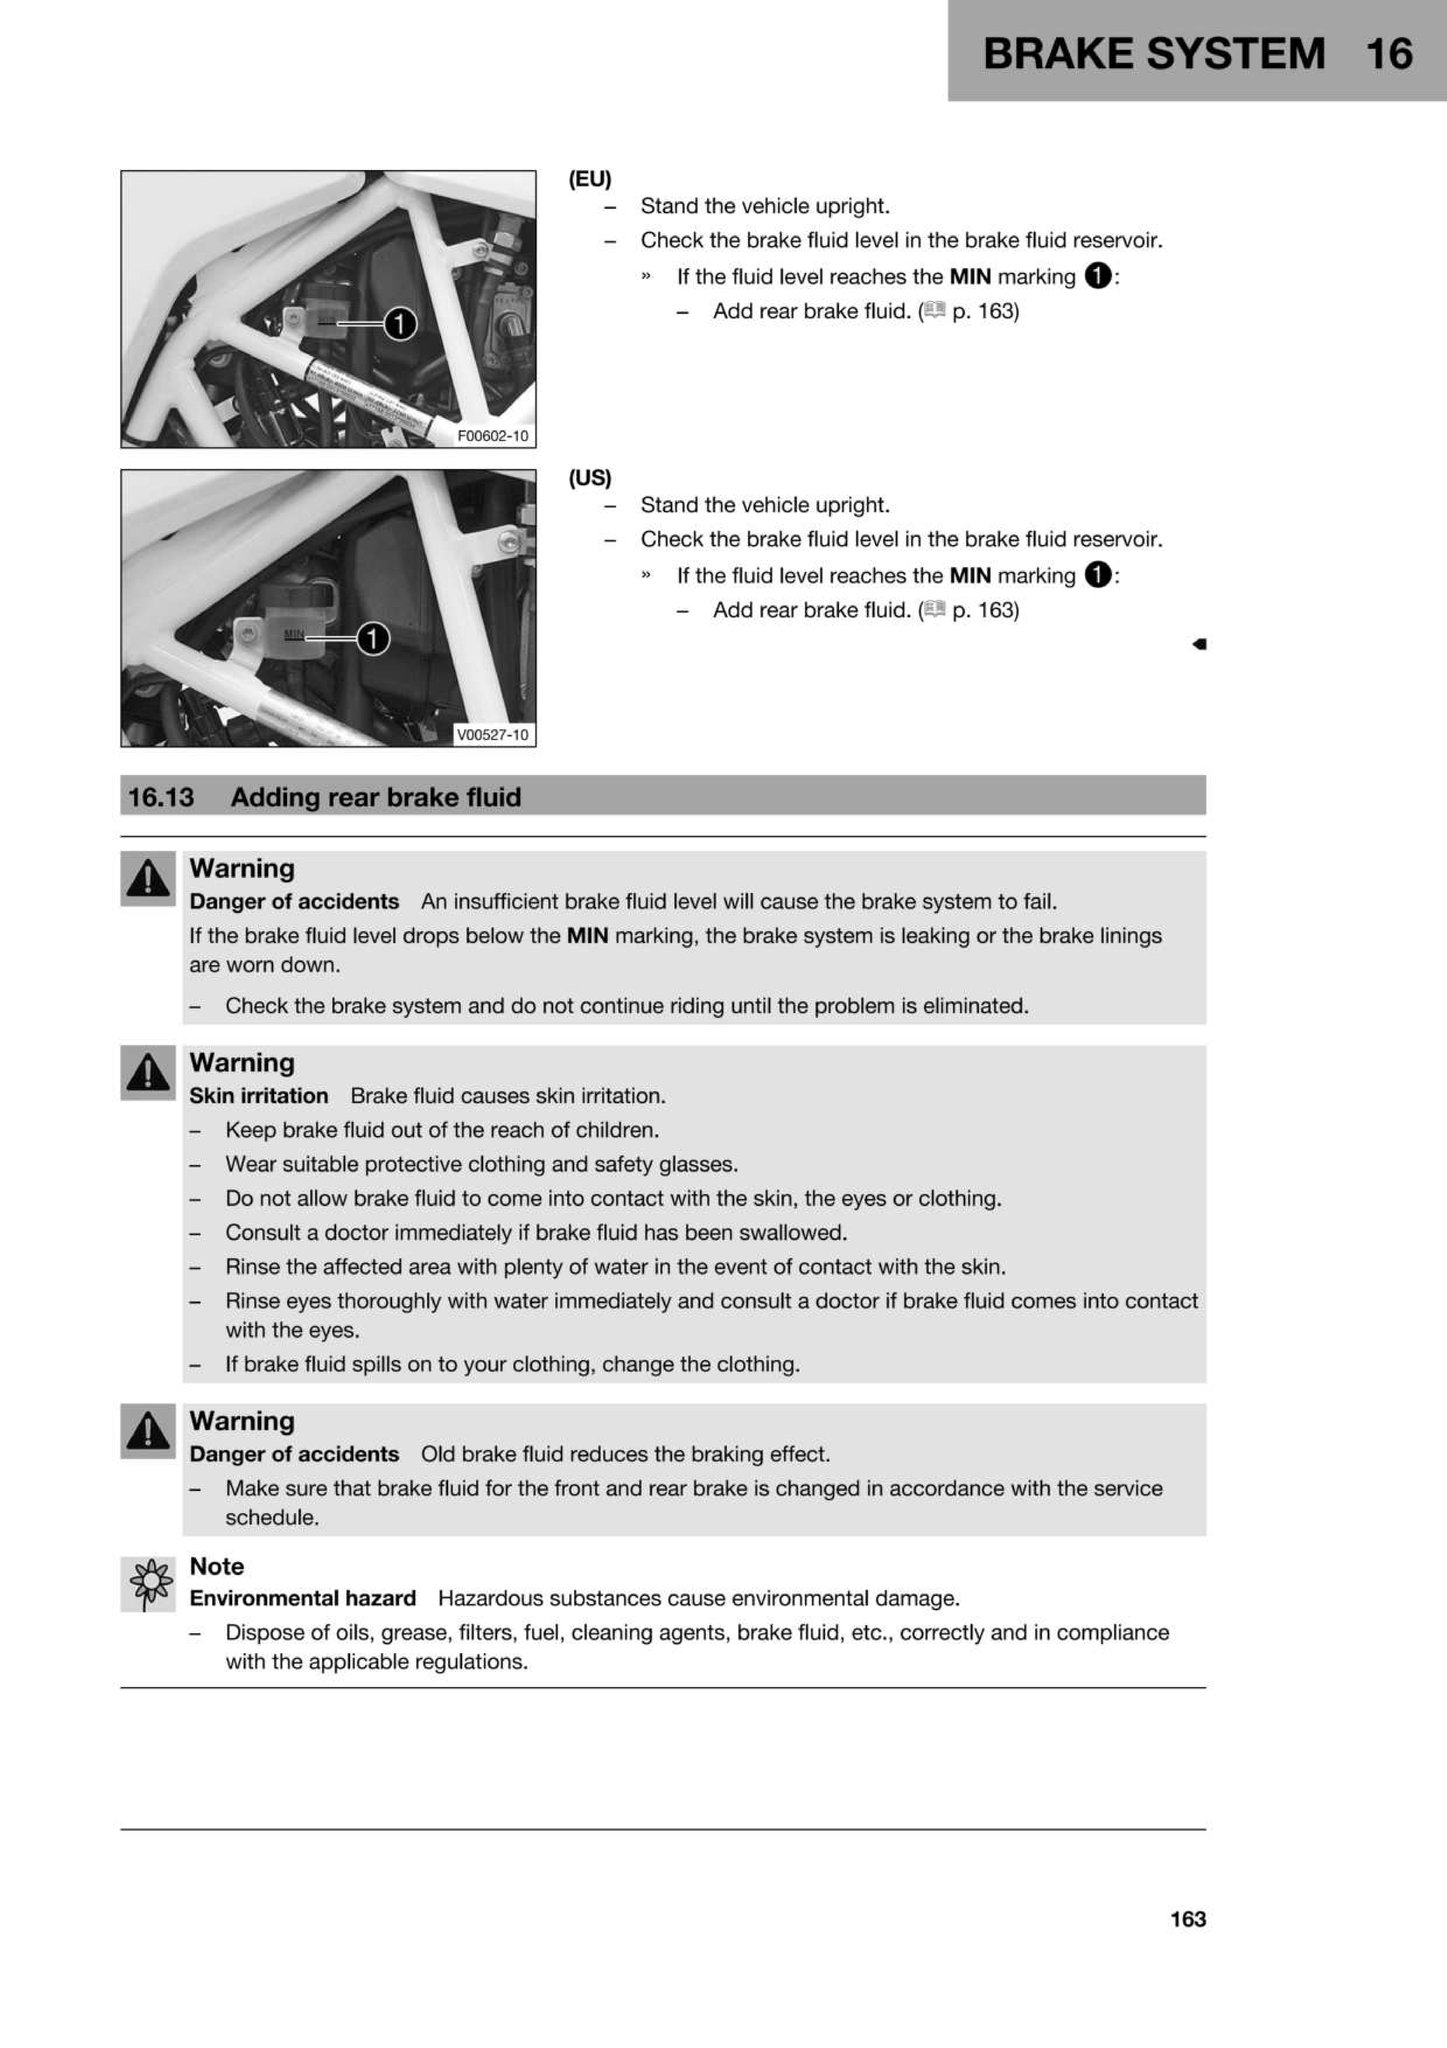 BRAKE SYSTEM 16
(EU)
– Stand the vehicle upright.
– Check the brake fluid level in the brake fluid reservoir.
» If the fluid level reaches the MIN marking 1:
– Add rear brake fluid. ( p. 163)
MIN
1
F00602-10
(US)
– Stand the vehicle upright.
– Check the brake fluid level in the brake fluid reservoir.
» If the fluid level reaches the MIN marking 1:
– Add rear brake fluid. ( p. 163)
MIN
1
V00527-10
16.13 Adding rear brake fluid
Warning
Danger of accidents An insufficient brake fluid level will cause the brake system to fail.
If the brake fluid level drops below the MIN marking, the brake system is leaking or the brake linings
are worn down.
– Check the brake system and do not continue riding until the problem is eliminated.
Warning
Skin irritation Brake fluid causes skin irritation.
– Keep brake fluid out of the reach of children.
– Wear suitable protective clothing and safety glasses.
– Do not allow brake fluid to come into contact with the skin, the eyes or clothing.
– Consult a doctor immediately if brake fluid has been swallowed.
– Rinse the affected area with plenty of water in the event of contact with the skin.
– Rinse eyes thoroughly with water immediately and consult a doctor if brake fluid comes into contact
with the eyes.
– If brake fluid spills on to your clothing, change the clothing.
Warning
Danger of accidents Old brake fluid reduces the braking effect.
– Make sure that brake fluid for the front and rear brake is changed in accordance with the service
schedule.
Note
Environmental hazard Hazardous substances cause environmental damage.
– Dispose of oils, grease, filters, fuel, cleaning agents, brake fluid, etc., correctly and in compliance
with the applicable regulations.
163